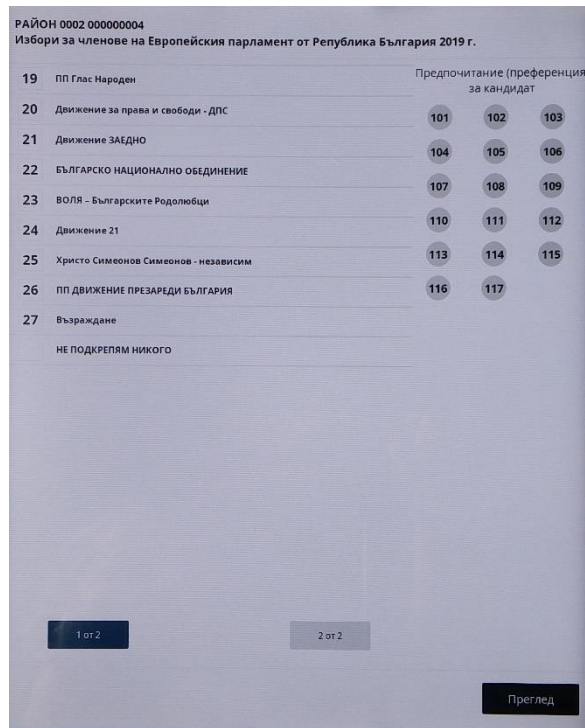 РАЙОН 0002 000000004
Избори за членове на Европейския парламент от Република България 2019 г.
19 ПП Глас Народен
20 Движение за права и свободи - ДПС
21 Движение ЗАЕДНО
22 БЪЛГАРСКО НАЦИОНАЛНО ОБЕДИНЕНИЕ
23 ВОЛЯ – Българските Родолюбци
24 Движение 21
25 Христо Симеонов Симеонов - независим
26 ПП ДВИЖЕНИЕ ПРЕЗАРЕДИ БЪЛГАРИЯ
27 Възраждане
НЕ ПОДКРЕПЯМ НИКОГО
Предпочитание (преференция
за кандидат
101 102 103
104 105 106
107 108 109
110 111 112
113 114 115
116 117
1 от 2
2 от 2
Преглед